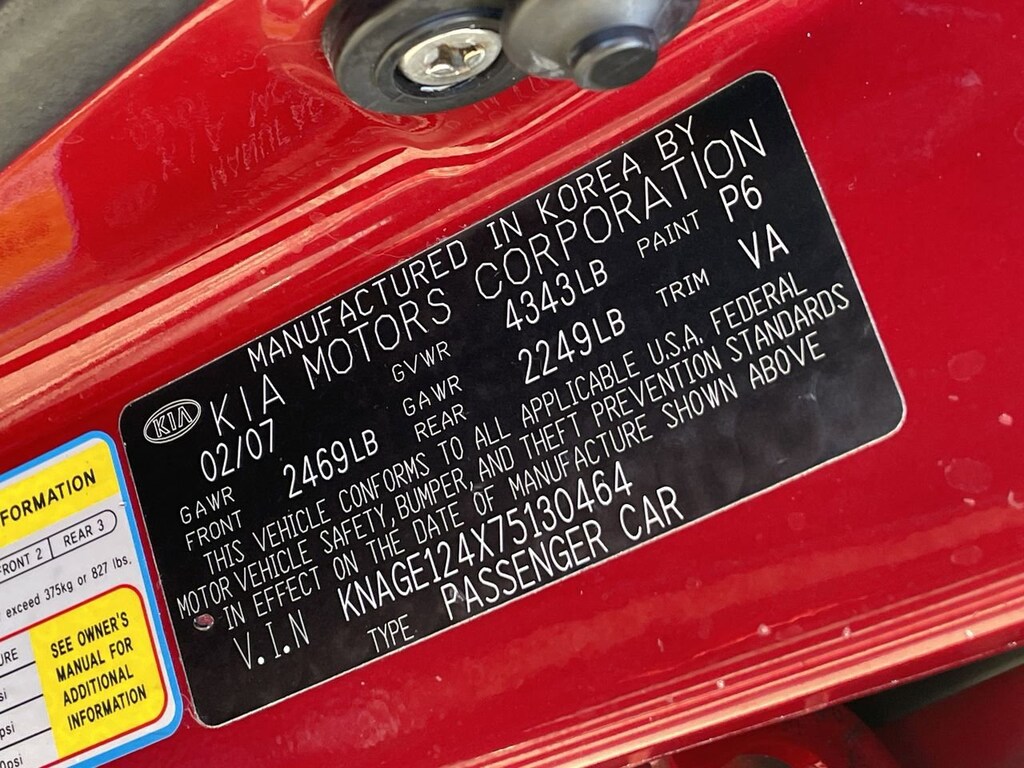 MANUFACTURED IN KOREA BY
KIA KIA MOTORS CORPORATION
02/07 GVWR 4343LB PAINT P6
GAWR FRONT 2469LB GAWR REAR 2249LB TRIM VA
THIS VEHICLE CONFORMS TO ALL APPLICABLE U.S.A. FEDERAL
MOTOR VEHICLE SAFETY, BUMPER, AND THEFT PREVENTION STANDARDS
IN EFFECT ON THE DATE OF MANUFACTURE SHOWN ABOVE
V.I.N KNAGE124X75130464
TYPE PASSENGER CAR
FORMATION
FRONT 2 REAR 3
exceed 375kg or 827 lbs.
SEE OWNER'S
MANUAL FOR
ADDITIONAL
INFORMATION
psi